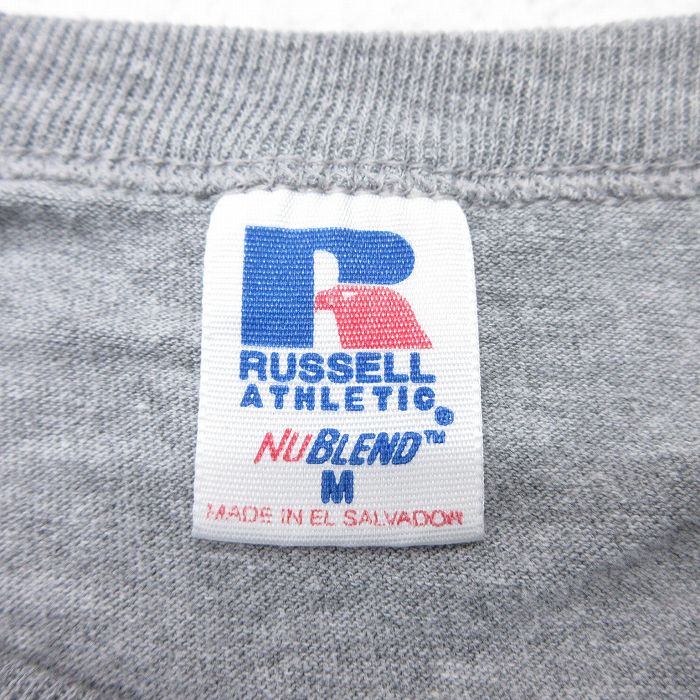 R
RUSSELL
ATHLETIC®
NUBLEND™
M
MADE IN EL SALVADOR